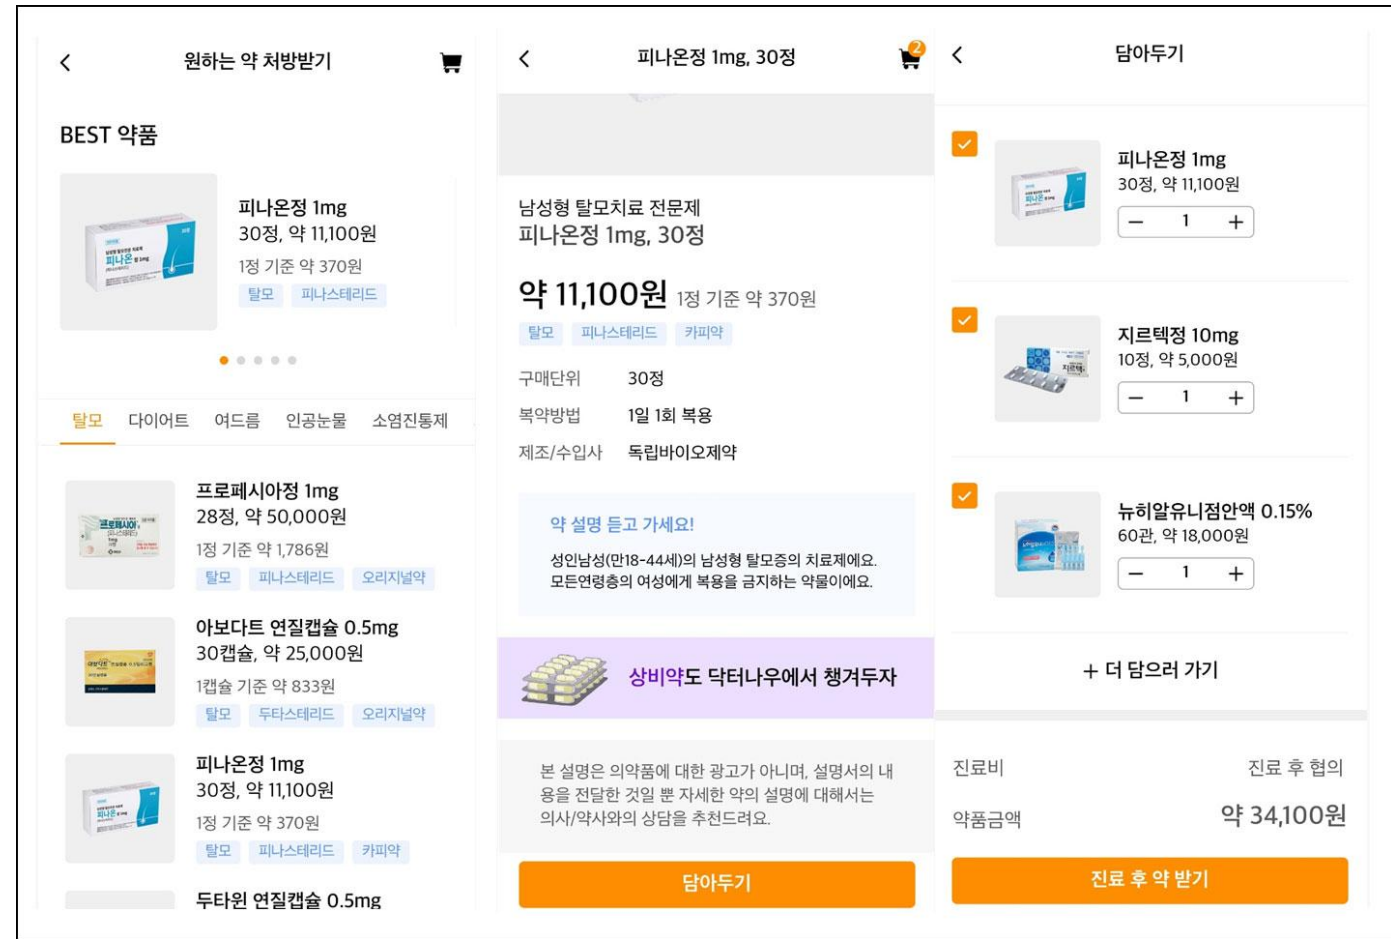 원하는 약 처방받기
BEST 약품
피나온정 1mg
30정, 약 11,100원
1정 기준 약 370원
탈모 피나스테리드
탈모 다이어트 여드름 인공눈물 소염진통제
프로페시아정 1mg
28정, 약 50,000원
1정 기준 약 1,786원
탈모 피나스테리드 오리지널약
아보다트 연질캡슐 0.5mg
30캡슐, 약 25,000원
1캡슐 기준 약 833원
탈모 두타스테리드 오리지널약
피나온정 1mg
30정, 약 11,100원
1정 기준 약 370원
탈모 피나스테리드 카피약
두타윈 연질캡슐 0.5mg
피나온정 1mg, 30정
2
남성형 탈모치료 전문제
피나온정 1mg, 30정
약 11,100원 1정 기준 약 370원
탈모 피나스테리드 카피약
구매단위 30정
복약방법 1일 1회 복용
제조/수입사 독립바이오제약
약 설명 듣고 가세요!
성인남성(만18-44세)의 남성형 탈모증의 치료제에요.
모든연령층의 여성에게 복용을 금지하는 약물이에요.
상비약도 닥터나우에서 챙겨두자
본 설명은 의약품에 대한 광고가 아니며, 설명서의 내
용을 전달한 것일 뿐 자세한 약의 설명에 대해서는
의사/약사와의 상담을 추천드려요.
담아두기
담아두기
피나온정 1mg
30정, 약 11,100원
1
지르텍정 10mg
10정, 약 5,000원
1
뉴히알유니점안액 0.15%
60관, 약 18,000원
1
+ 더 담으러 가기
진료비 진료 후 협의
약품금액 약 34,100원
진료 후 약 받기